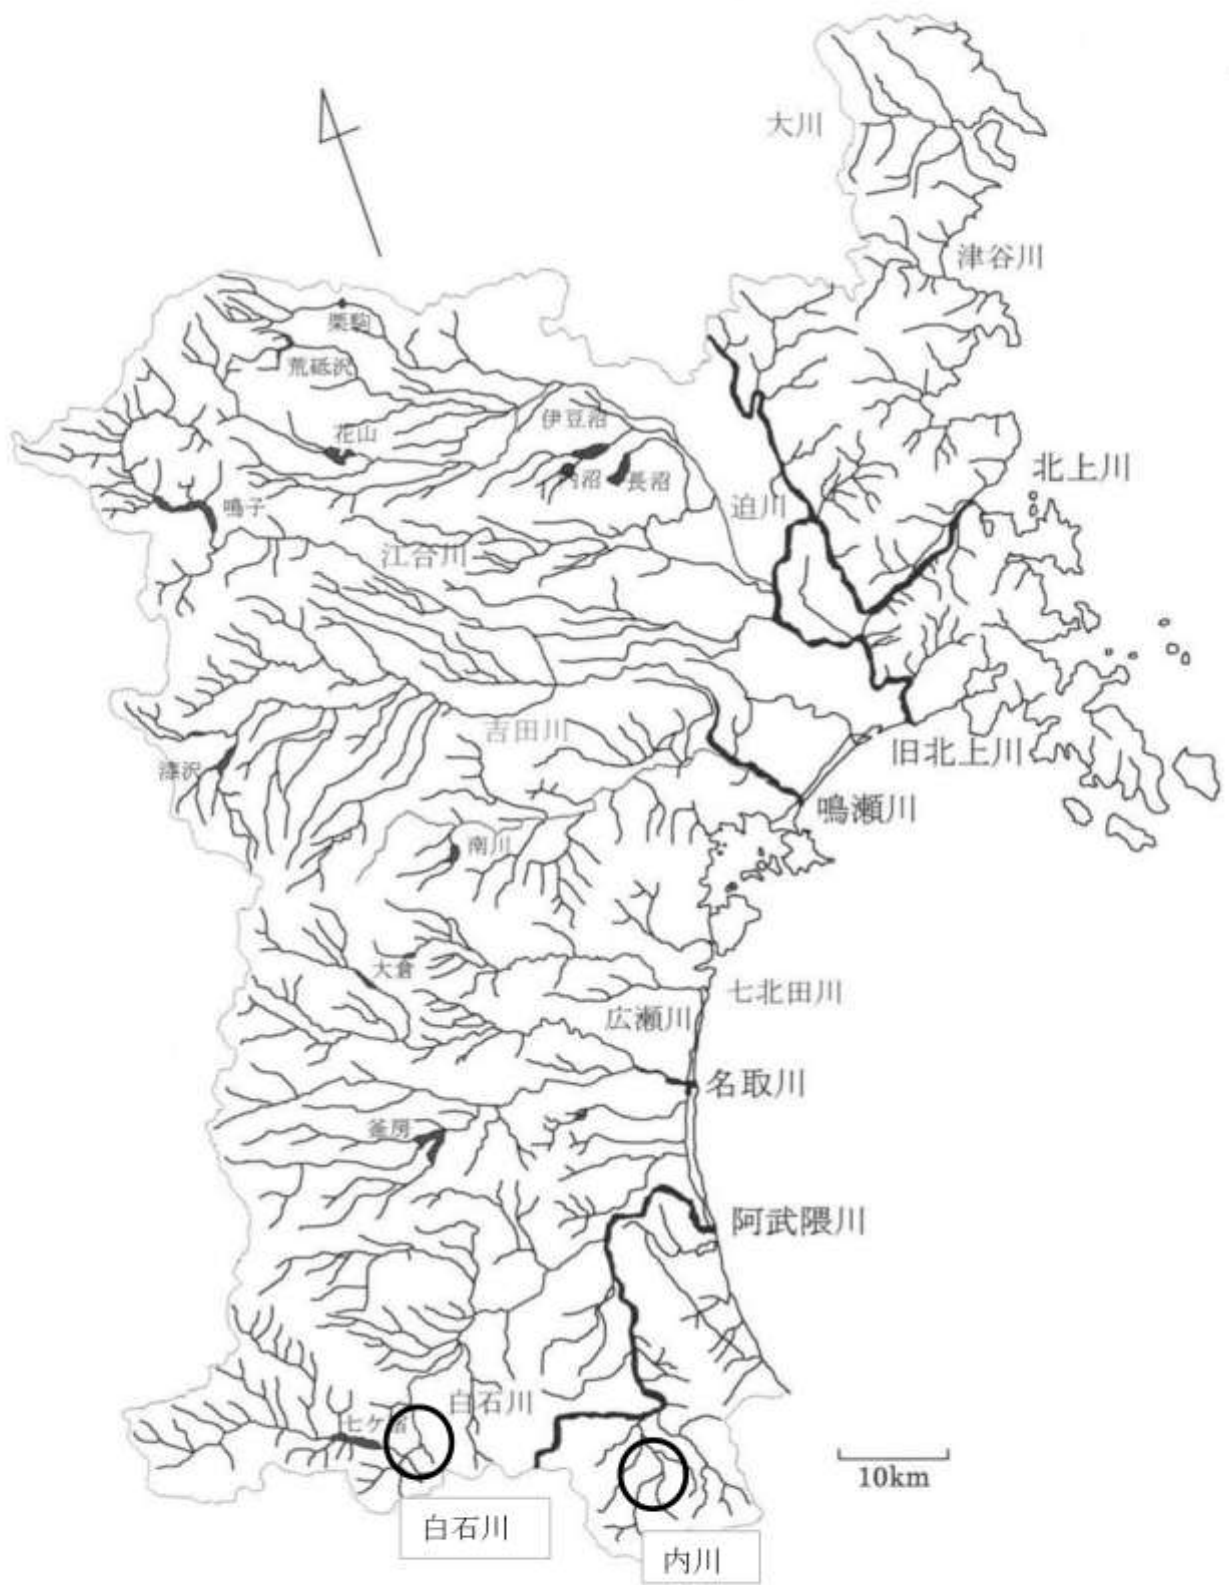 大川
津谷川
栗駒
荒砥沢
伊豆沼
花山
内沼
長沼
北上川
迫川
鳴子
江合川
吉田川
旧北上川
漆沢
鳴瀬川
南川
大倉
七北田川
広瀬川
名取川
釜房
阿武隈川
白石川
七ケ宿
10km
白石川
内川